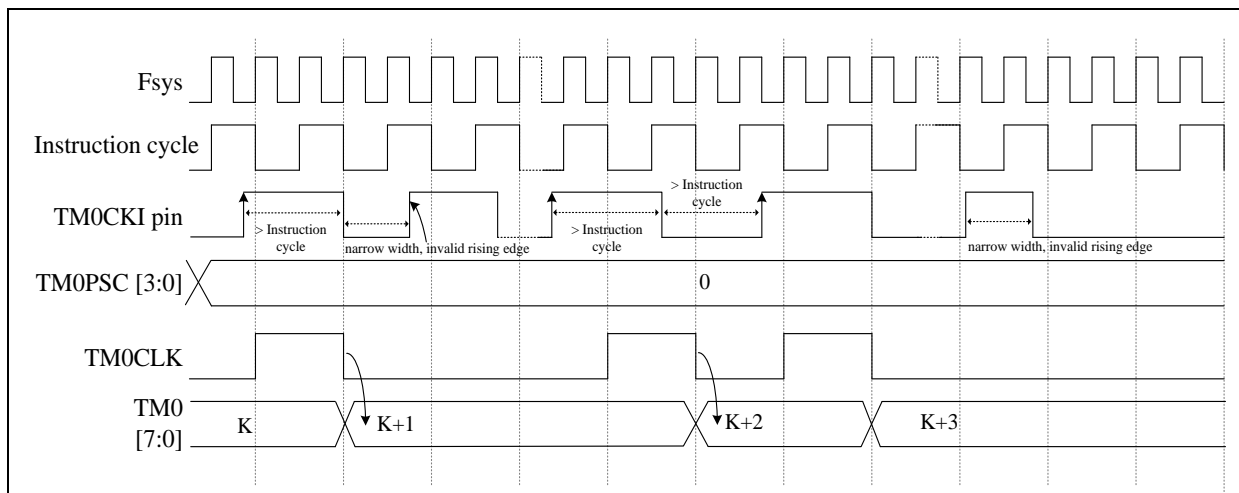 Fsys
Instruction cycle
TM0CKI pin
> Instruction
cycle
narrow width, invalid rising edge
> Instruction
cycle
> Instruction
cycle
narrow width, invalid rising edge
TM0PSC [3:0]
0
TM0CLK
TM0
[7:0]
K
K+1
K+2
K+3